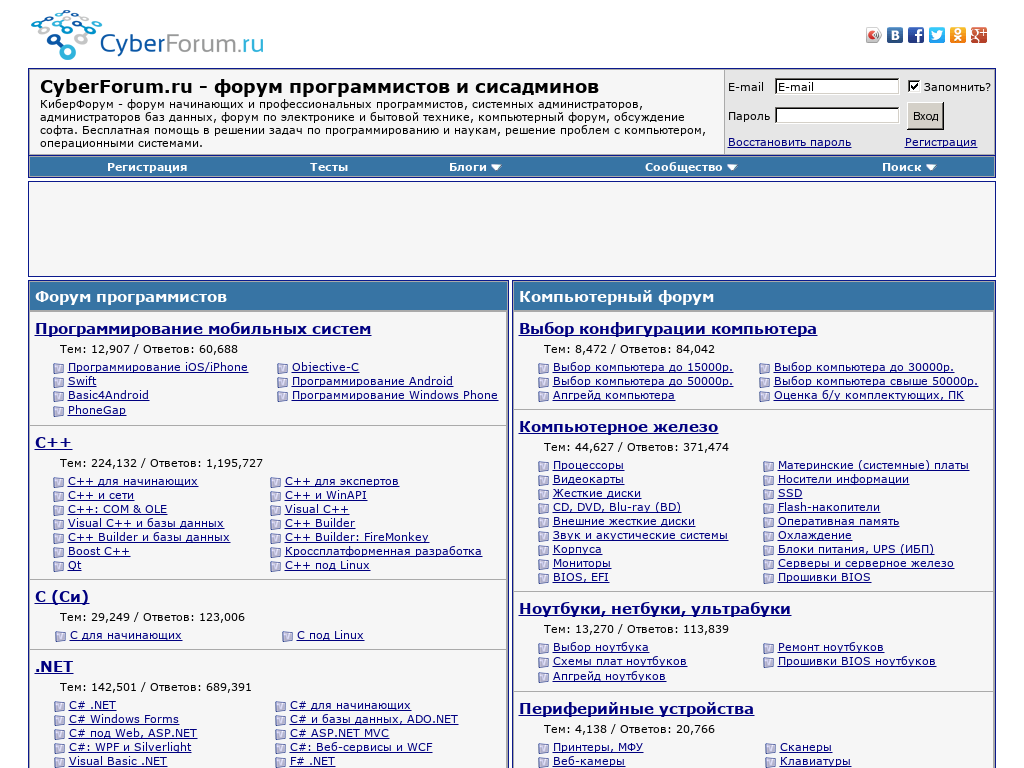 CyberForum.ru
CyberForum.ru - форум программистов и сисадминов
КиберФорум - форум начинающих и профессиональных программистов, системных администраторов,
администраторов баз данных, форум по электронике и бытовой технике, компьютерный форум, обсуждение
софта. Бесплатная помощь в решении задач по программированию и наукам, решение проблем с компьютером,
операционными системами.
E-mail E-mail Запомнить?
Пароль Вход
Восстановить пароль Регистрация
Регистрация Тесты Блоги Сообщество Поиск
Форум программистов
Программирование мобильных систем
Тем: 12,907 / Ответов: 60,688
Программирование iOS/iPhone Objective-C
Swift Программирование Android
Basic4Android Программирование Windows Phone
PhoneGap
C++
Тем: 224,132 / Ответов: 1,195,727
C++ для начинающих C++ для экспертов
C++ и сети C++ и WinAPI
C++: COM & OLE Visual C++
Visual C++ и базы данных C++ Builder
C++ Builder и базы данных C++ Builder: FireMonkey
Boost C++ Кроссплатформенная разработка
Qt C++ под Linux
C (Си)
Тем: 29,249 / Ответов: 123,006
C для начинающих C под Linux
.NET
Тем: 142,501 / Ответов: 689,391
C# .NET C# для начинающих
C# Windows Forms C# и базы данных, ADO.NET
C# под Web, ASP.NET C# ASP.NET MVC
C#: WPF и Silverlight C#: Веб-сервисы и WCF
Visual Basic .NET F# .NET
Компьютерный форум
Выбор конфигурации компьютера
Тем: 8,472 / Ответов: 84,042
Выбор компьютера до 15000р. Выбор компьютера до 30000р.
Выбор компьютера до 50000р. Выбор компьютера свыше 50000р.
Апгрейд компьютера Оценка б/у комплектующих, ПК
Компьютерное железо
Тем: 44,627 / Ответов: 371,474
Процессоры Материнские (системные) платы
Видеокарты Носители информации
Жесткие диски SSD
CD, DVD, Blu-ray (BD) Flash-накопители
Внешние жесткие диски Оперативная память
Звук и акустические системы Охлаждение
Корпуса Блоки питания, UPS (ИБП)
Мониторы Серверы и серверное железо
BIOS, EFI Прошивки BIOS
Ноутбуки, нетбуки, ультрабуки
Тем: 13,270 / Ответов: 113,839
Выбор ноутбука Ремонт ноутбуков
Схемы плат ноутбуков Прошивки BIOS ноутбуков
Апгрейд ноутбуков
Периферийные устройства
Тем: 4,138 / Ответов: 20,766
Принтеры, МФУ Сканеры
Веб-камеры Клавиатуры